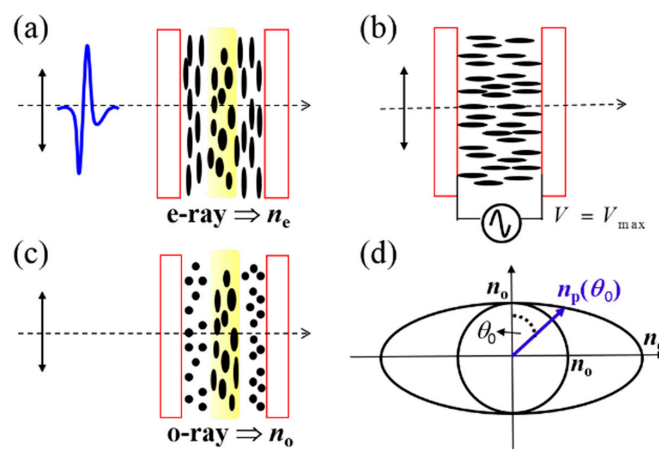 (a)
e-ray ⇒ nₑ
(b)
V = Vₘₐₓ
(c)
o-ray ⇒ nₒ
(d)
nₒ
nₚ(θ₀)
θ₀
nₒ